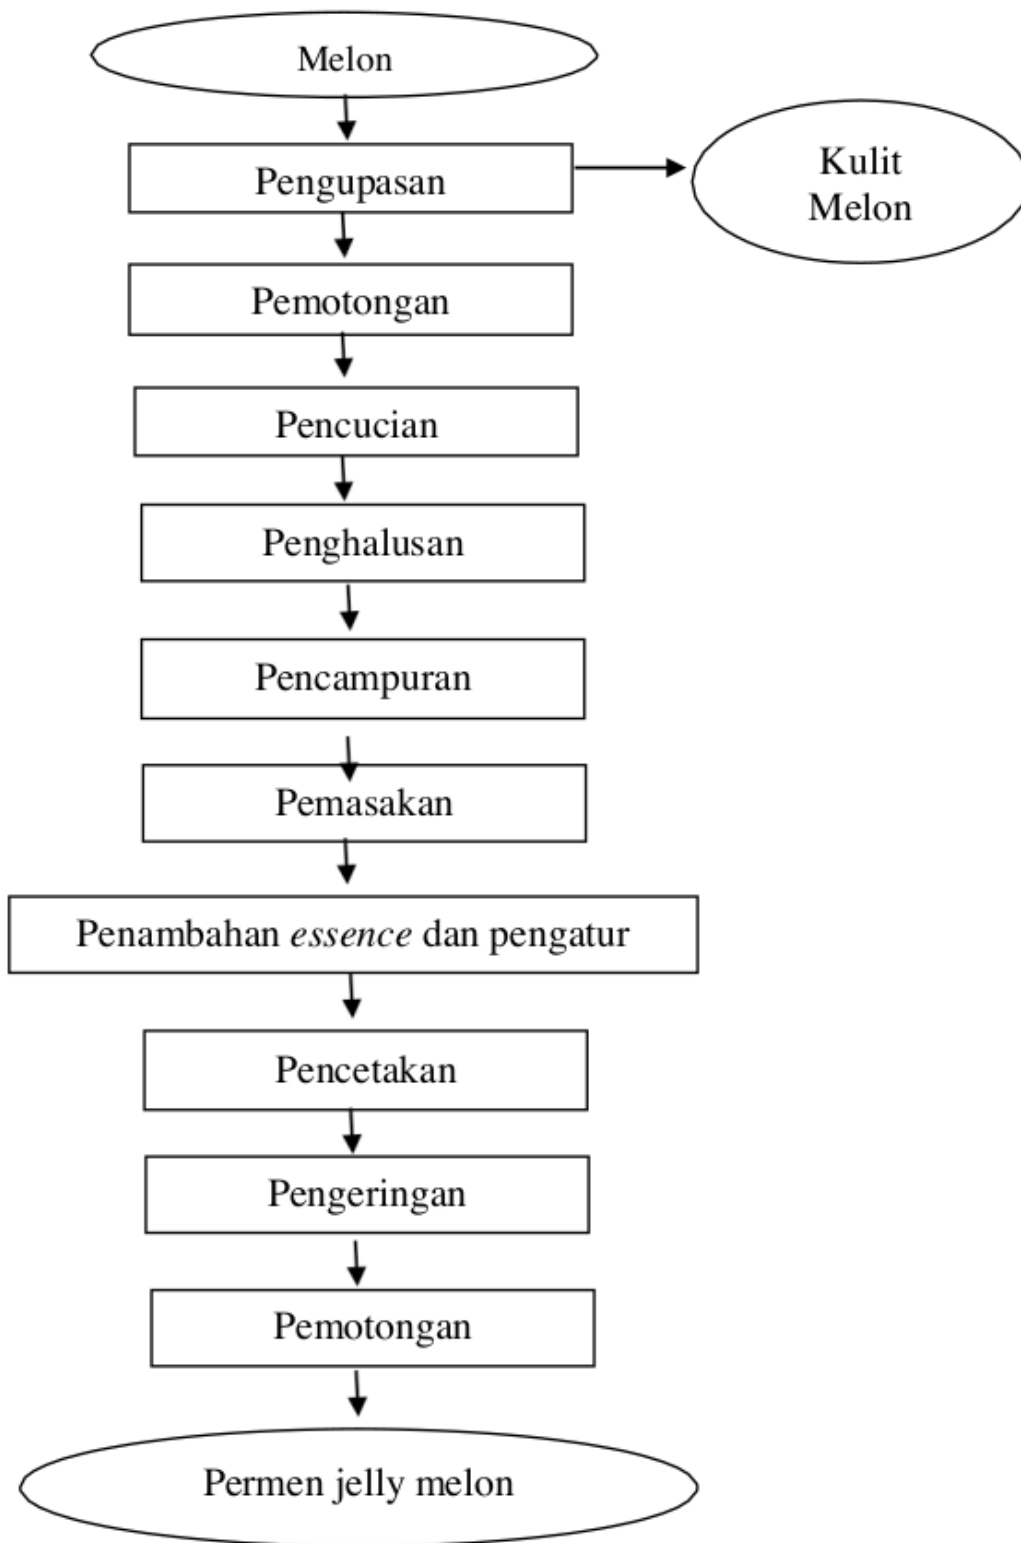 Melon
Pengupasan
Kulit
Melon
Pemotongan
Pencucian
Penghalusan
Pencampuran
Pemasakan
Penambahan essence dan pengatur
Pencetakan
Pengeringan
Pemotongan
Permen jelly melon